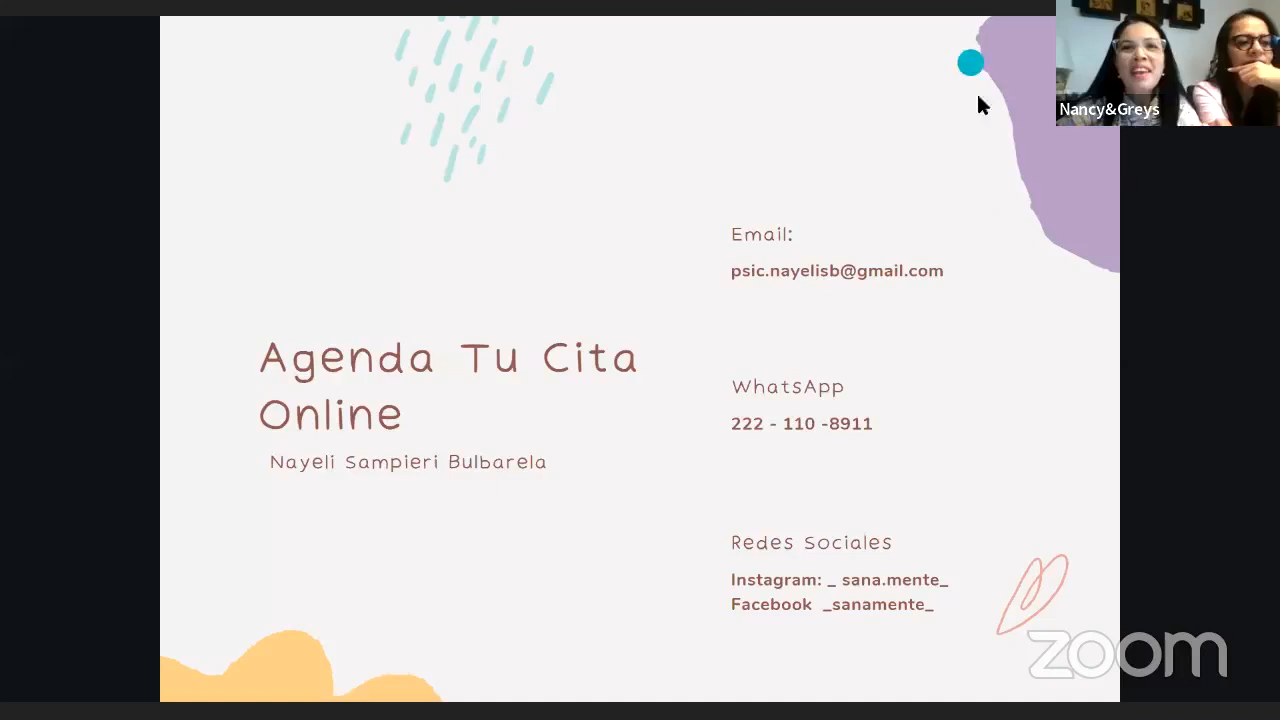 Nancy&Greys
Agenda Tu Cita
Online
Nayeli Sampieri Bulbarela
Email:
psic.nayelisb@gmail.com
WhatsApp
222 - 110 -8911
Redes Sociales
Instagram: _ sana.mente_
Facebook _sanamente_
zoom